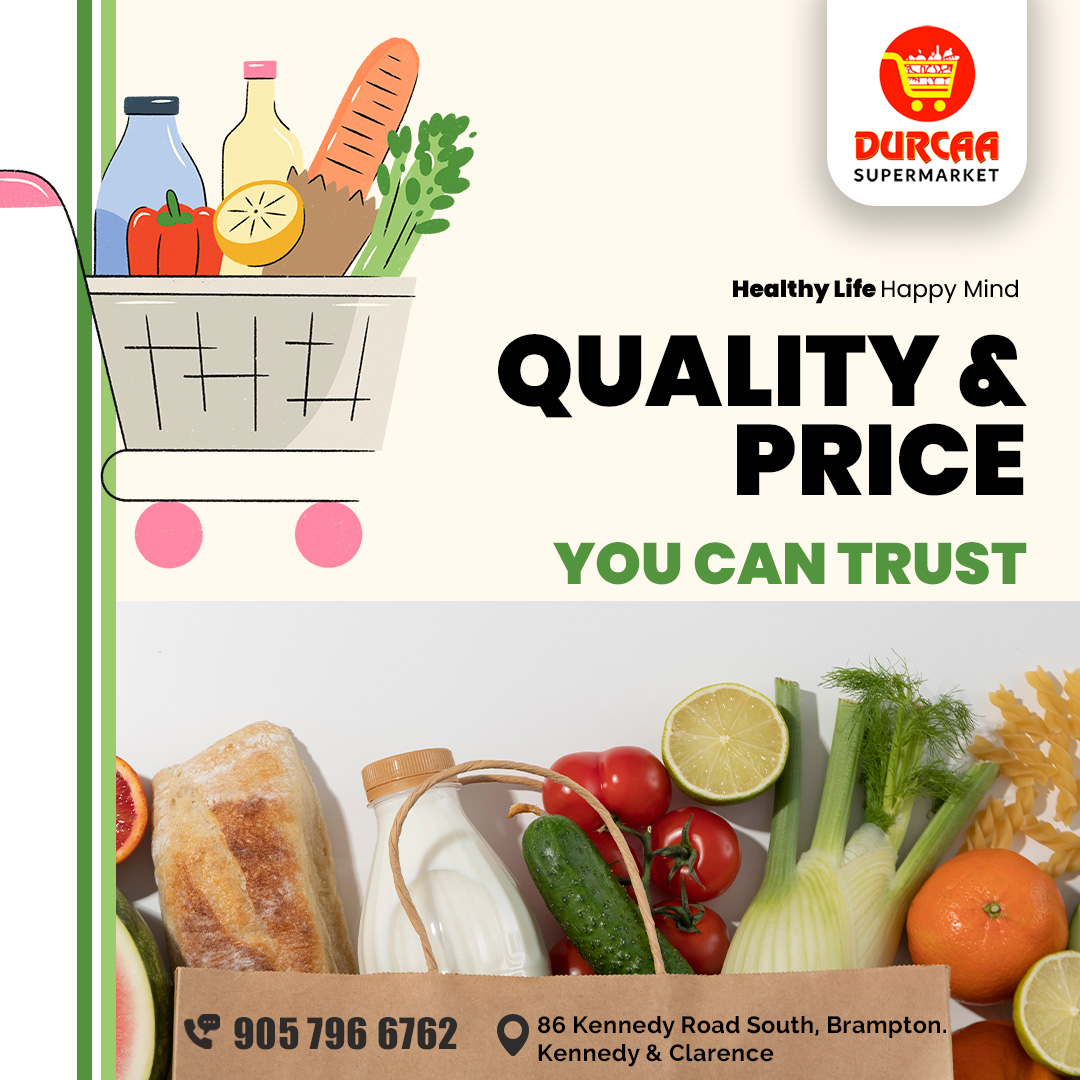 DURCAA
SUPERMARKET
Healthy Life Happy Mind
QUALITY &
PRICE
YOU CAN TRUST
905 796 6762
86 Kennedy Road South, Brampton.
Kennedy & Clarence